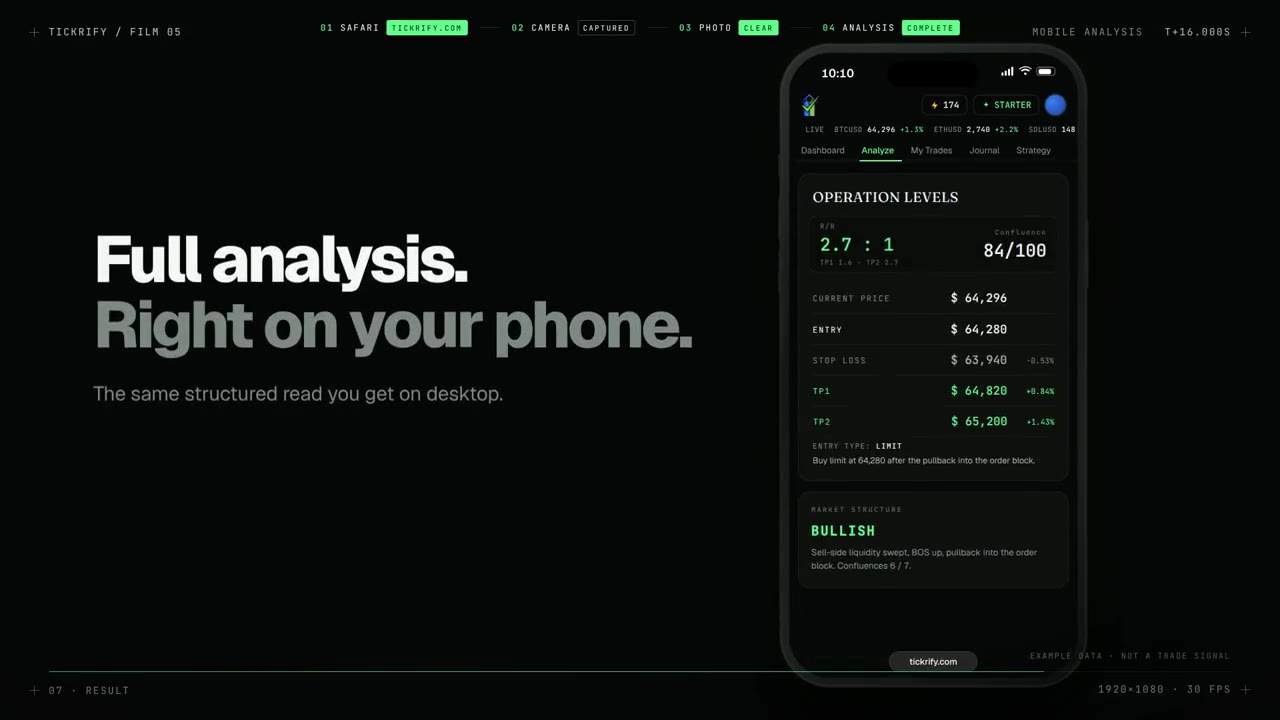 TICKRIFY / FILM 05
01 SAFARI TICKRIFY.COM 02 CAMERA CAPTURED 03 PHOTO CLEAR 04 ANALYSIS COMPLETE
MOBILE ANALYSIS T+16.000S
Full analysis.
Right on your phone.
The same structured read you get on desktop.
10:10
174 STARTER
LIVE BTCUSD 64,296 +1.3% ETHUSD 2,740 +2.2% SOLUSD 148
Dashboard Analyze My Trades Journal Strategy
OPERATION LEVELS
R/R
2.7 : 1
TP1 1.6 · TP2 2.7
Confluence
84/100
CURRENT PRICE $ 64,296
ENTRY $ 64,280
STOP LOSS $ 63,940 -0.53%
TP1 $ 64,820 +0.84%
TP2 $ 65,200 +1.43%
ENTRY TYPE: LIMIT
Buy limit at 64,280 after the pullback into the order block.
MARKET STRUCTURE
BULLISH
Sell-side liquidity swept, BOS up, pullback into the order
block. Confluences 6 / 7.
tickrify.com
EXAMPLE DATA · NOT A TRADE SIGNAL
07 · RESULT
1920×1080 · 30 FPS